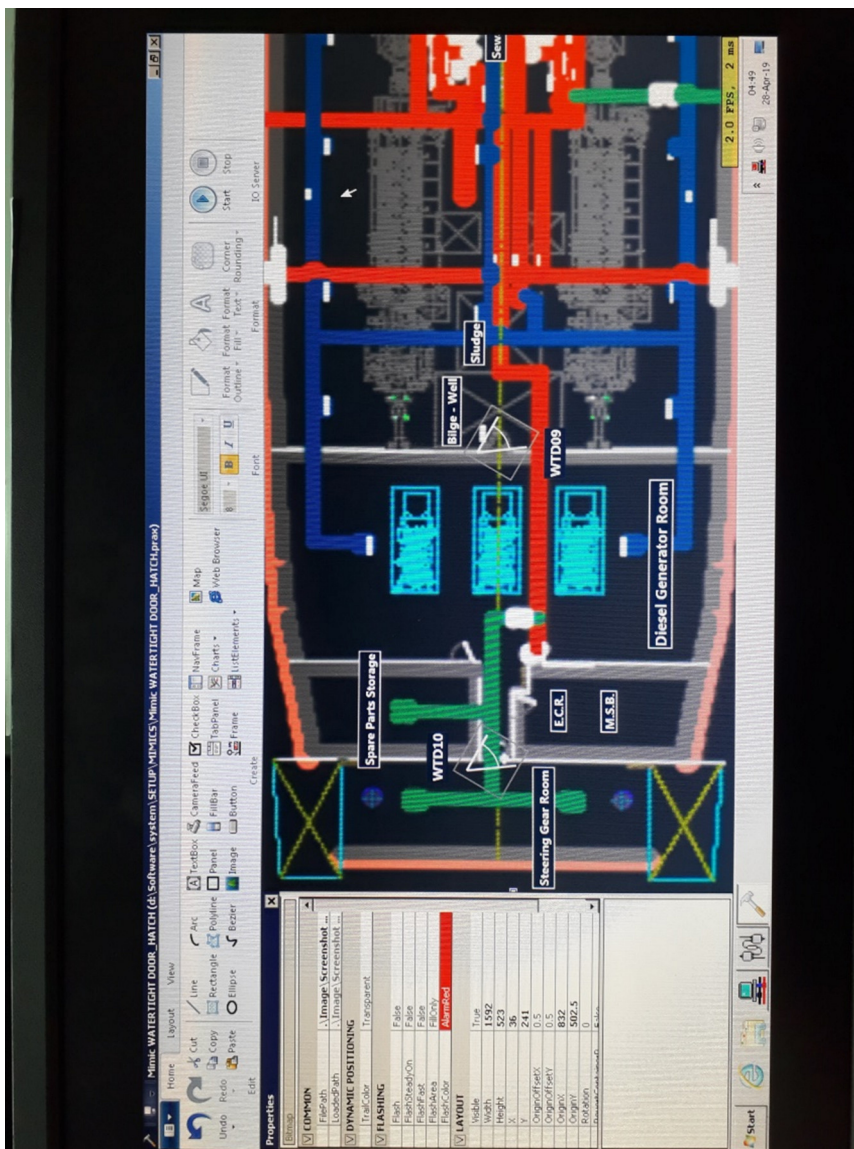 Mimic WATERTIGHT DOOR_HATCH (d:\Software\system\SETUP\MIMICS\Mimic WATERTIGHT DOOR_HATCH.prax)
Home
Layout
View
Undo
Redo
Cut
Copy
Paste
Edit
Line
Arc
TextBox
CameraFeed
CheckBox
NavFrame
Map
Rectangle
Polyline
Panel
FillBar
TabPanel
Charts
Web Browser
Ellipse
Bezier
Image
Button
Frame
ListElements
Create
Segoe UI
8
B
I
U
Font
Format Outline
Format Fill
Format Text
Corner Rounding
Format
Start
Stop
IO Server
Properties
Bitmap
COMMON
FilePath .\Image\Screenshot ...
LoadedPath .\Image\Screenshot ...
DYNAMIC POSITIONING
TrailColor Transparent
FLASHING
Flash False
FlashSteadyOn False
FlashFast False
FlashArea FillOnly
FlashColor AlarmRed
LAYOUT
Visible True
Width 1592
Height 523
X 36
Y 241
OriginOffsetX 0.5
OriginOffsetY 0.5
OriginX 832
OriginY 502.5
Rotation 0
Spare Parts Storage
WTD10
Steering Gear Room
E.C.R.
M.S.B.
Diesel Generator Room
Bilge - Well
WTD09
Sludge
Sew
2.0 FPS, 2 ms
Start
04:49
28-Apr-19